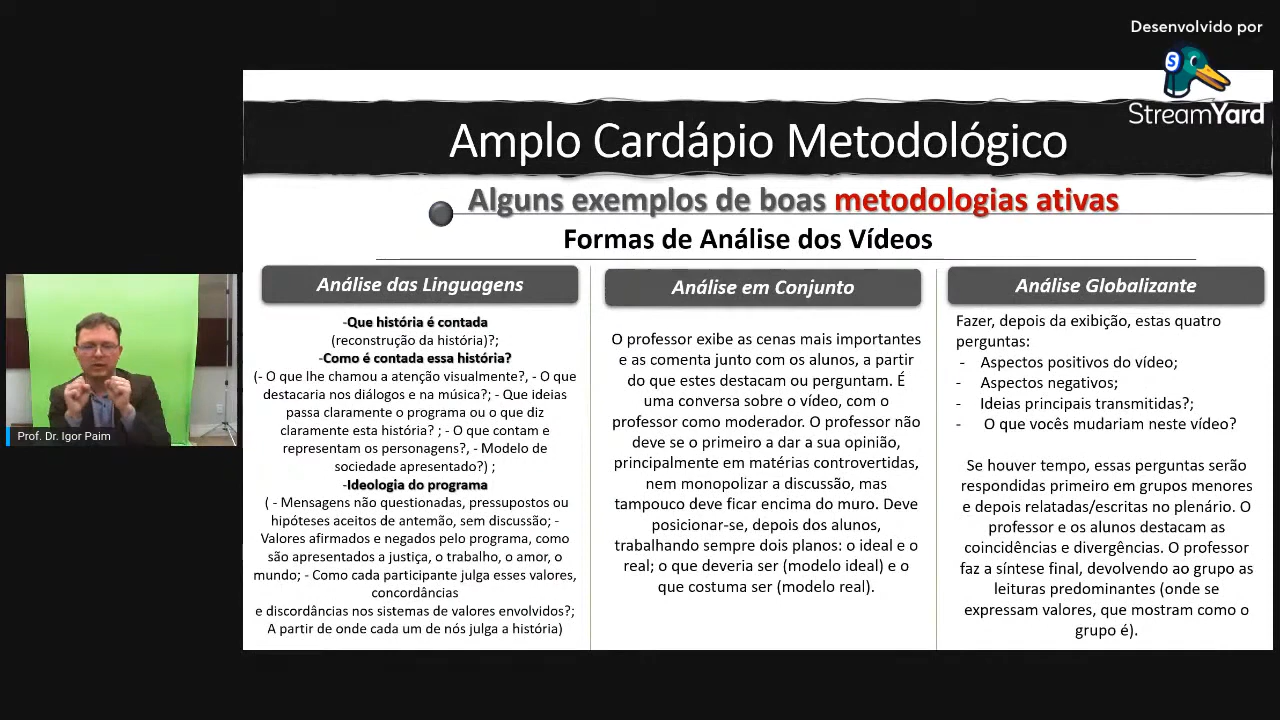 Desenvolvido por
StreamYard
Amplo Cardápio Metodológico
Alguns exemplos de boas metodologias ativas
Formas de Análise dos Vídeos
Análise das Linguagens
-Que história é contada
(reconstrução da história)?;
-Como é contada essa história?
(- O que lhe chamou a atenção visualmente?, - O que
destacaria nos diálogos e na música?; - Que ideias
passa claramente o programa ou o que diz
claramente esta história? ; - O que contam e
representam os personagens?, - Modelo de
sociedade apresentado?) ;
-Ideologia do programa
( - Mensagens não questionadas, pressupostos ou
hipóteses aceitos de antemão, sem discussão; -
Valores afirmados e negados pelo programa, como
são apresentados a justiça, o trabalho, o amor, o
mundo; - Como cada participante julga esses valores,
concordâncias
e discordâncias nos sistemas de valores envolvidos?;
A partir de onde cada um de nós julga a história)
Análise em Conjunto
O professor exibe as cenas mais importantes
e as comenta junto com os alunos, a partir
do que estes destacam ou perguntam. É
uma conversa sobre o vídeo, com o
professor como moderador. O professor não
deve se o primeiro a dar a sua opinião,
principalmente em matérias controvertidas,
nem monopolizar a discussão, mas
tampouco deve ficar encima do muro. Deve
posicionar-se, depois dos alunos,
trabalhando sempre dois planos: o ideal e o
real; o que deveria ser (modelo ideal) e o
que costuma ser (modelo real).
Análise Globalizante
Fazer, depois da exibição, estas quatro
perguntas:
- Aspectos positivos do vídeo;
- Aspectos negativos;
- Ideias principais transmitidas?;
- O que vocês mudariam neste vídeo?
Se houver tempo, essas perguntas serão
respondidas primeiro em grupos menores
e depois relatadas/escritas no plenário. O
professor e os alunos destacam as
coincidências e divergências. O professor
faz a síntese final, devolvendo ao grupo as
leituras predominantes (onde se
expressam valores, que mostram como o
grupo é).
Prof. Dr. Igor Paim